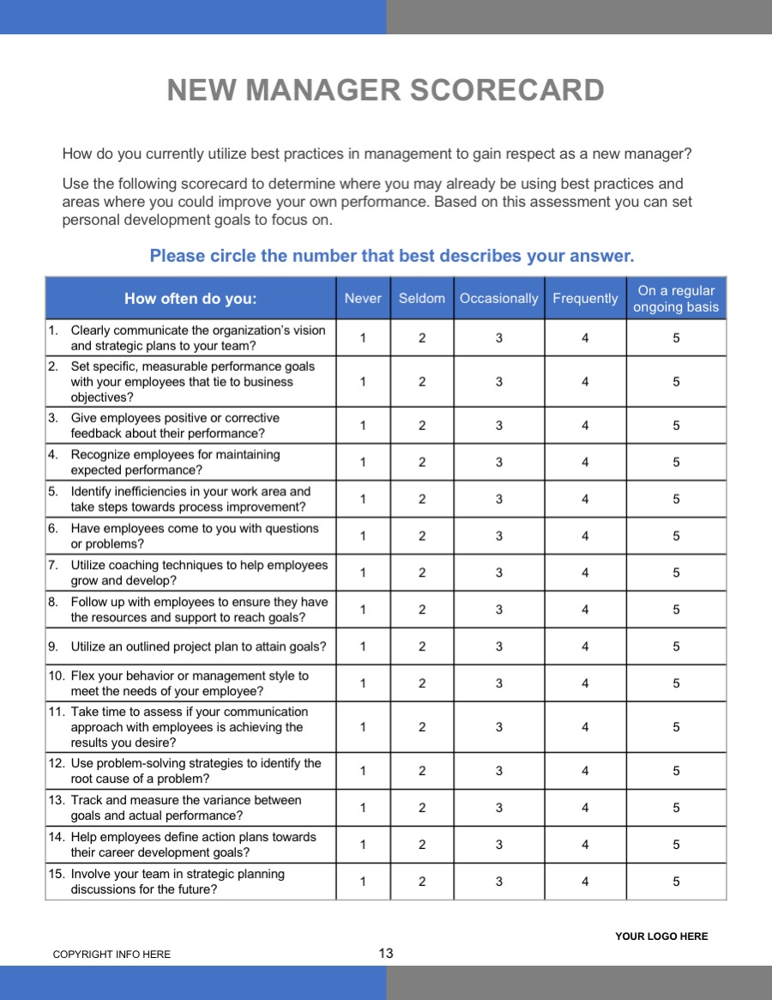 NEW MANAGER SCORECARD
How do you currently utilize best practices in management to gain respect as a new manager?
Use the following scorecard to determine where you may already be using best practices and
areas where you could improve your own performance. Based on this assessment you can set
personal development goals to focus on.
Please circle the number that best describes your answer.
How often do you: Never Seldom Occasionally Frequently On a regular
ongoing basis
1. Clearly communicate the organization's vision
and strategic plans to your team? 1 2 3 4 5
2. Set specific, measurable performance goals
with your employees that tie to business 1 2 3 4 5
objectives?
3. Give employees positive or corrective
feedback about their performance? 1 2 3 4 5
4. Recognize employees for maintaining
expected performance? 1 2 3 4 5
5. Identify inefficiencies in your work area and
take steps towards process improvement? 1 2 3 4 5
6. Have employees come to you with questions
or problems? 1 2 3 4 5
7. Utilize coaching techniques to help employees
grow and develop? 1 2 3 4 5
8. Follow up with employees to ensure they have
the resources and support to reach goals? 1 2 3 4 5
9. Utilize an outlined project plan to attain goals? 1 2 3 4 5
10. Flex your behavior or management style to
meet the needs of your employee? 1 2 3 4 5
11. Take time to assess if your communication
approach with employees is achieving the 1 2 3 4 5
results you desire?
12. Use problem-solving strategies to identify the
root cause of a problem? 1 2 3 4 5
13. Track and measure the variance between
goals and actual performance? 1 2 3 4 5
14. Help employees define action plans towards
their career development goals? 1 2 3 4 5
15. Involve your team in strategic planning
discussions for the future? 1 2 3 4 5
YOUR LOGO HERE
COPYRIGHT INFO HERE 13